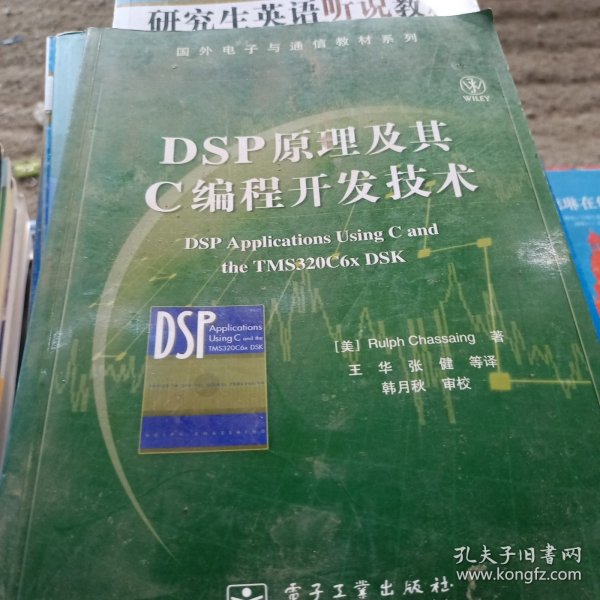 研究生英语听说教
国外电子与通信教材系列
WILEY
DSP原理及其
C编程开发技术
DSP Applications Using C and
the TMS320C6x DSK
DSP Applications
Using C and the
TMS320C6x DSK
[美] Rulph Chassaing 著
王华 张健 等译
韩月秋 审校
电子工业出版社
孔夫子旧书网
www.kongfz.com